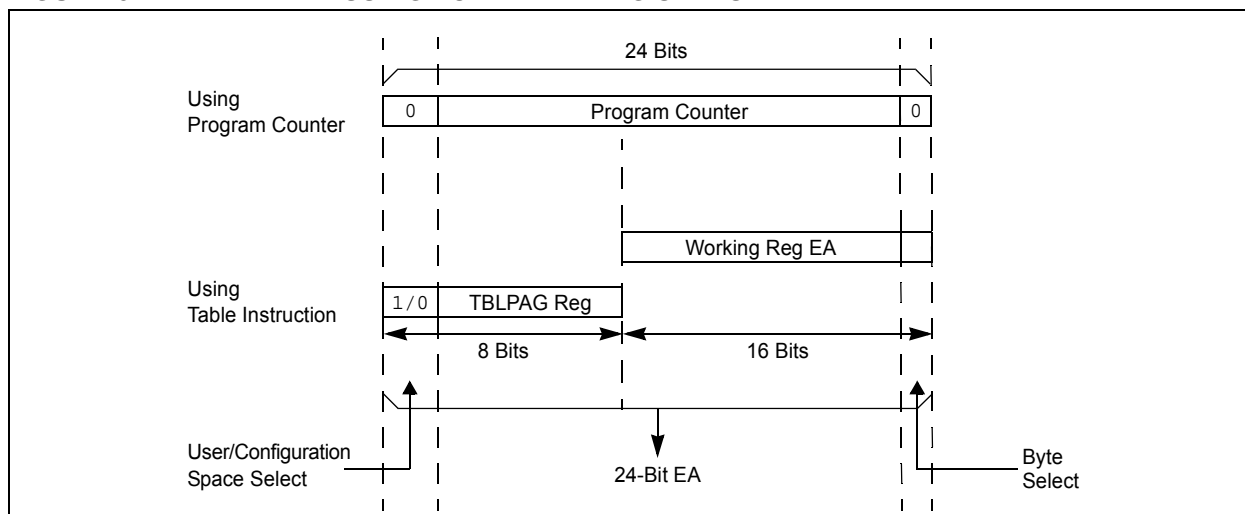 24 Bits
Using
Program Counter
0
Program Counter
0
Working Reg EA
Using
Table Instruction
1/0
TBLPAG Reg
8 Bits
16 Bits
User/Configuration
Space Select
24-Bit EA
Byte
Select